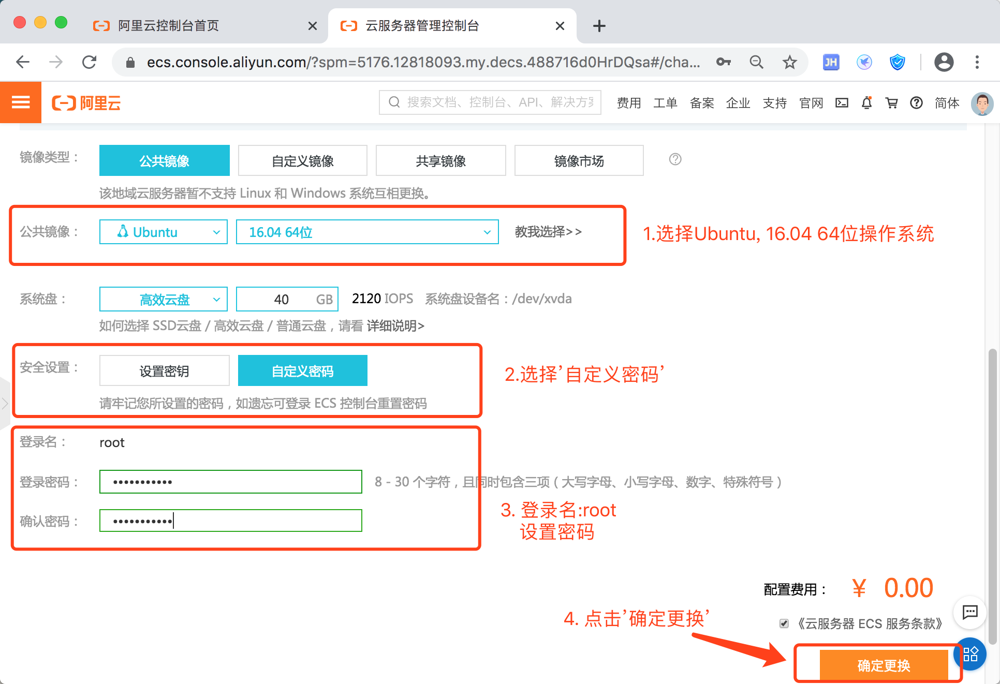 阿里云控制台首页
云服务器管理控制台
ecs.console.aliyun.com/?spm=5176.12818093.my.decs.488716d0HrDQsa#/cha...
JH
阿里云
搜索文档、控制台、API、解决方案
费用 工单 备案 企业 支持 官网 简体
镜像类型：
公共镜像 自定义镜像 共享镜像 镜像市场
该地域云服务器暂不支持 Linux 和 Windows 系统互相更换。
公共镜像： Ubuntu 16.04 64位 教我选择>>
1.选择Ubuntu, 16.04 64位操作系统
系统盘： 高效云盘 40 GB 2120 IOPS 系统盘设备名：/dev/xvda
如何选择 SSD云盘 / 高效云盘 / 普通云盘，请看 详细说明>
安全设置： 设置密钥 自定义密码
2.选择’自定义密码’
请牢记您所设置的密码，如遗忘可登录 ECS 控制台重置密码
登录名： root
登录密码： ••••••••••• 8 - 30 个字符，且同时包含三项（大写字母、小写字母、数字、特殊符号）
确认密码： •••••••••••
3. 登录名:root
设置密码
配置费用： ¥ 0.00
4. 点击’确定更换’
《云服务器 ECS 服务条款》
确定更换